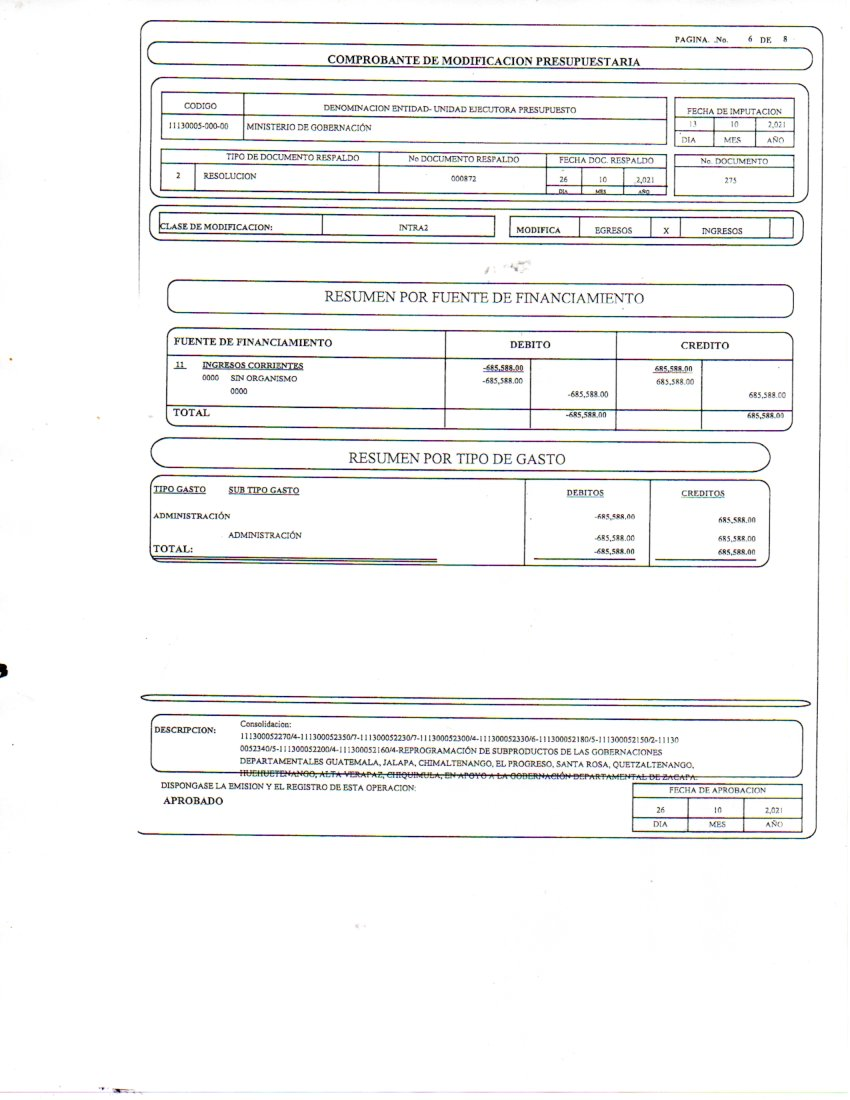 PAGINA. .No. 6 DE 8
COMPROBANTE DE MODIFICACION PRESUPUESTARIA
CODIGO DENOMINACION ENTIDAD- UNIDAD EJECUTORA PRESUPUESTO FECHA DE IMPUTACION
11130005-000-00 MINISTERIO DE GOBERNACIÓN 13 10 2,021
DIA MES AÑO
TIPO DE DOCUMENTO RESPALDO No DOCUMENTO RESPALDO FECHA DOC. RESPALDO No. DOCUMENTO
2 RESOLUCION 000872 26 10 2,021 275
DIA MES AÑO
CLASE DE MODIFICACION: INTRA2 MODIFICA EGRESOS X INGRESOS
RESUMEN POR FUENTE DE FINANCIAMIENTO
FUENTE DE FINANCIAMIENTO DEBITO CREDITO
11 INGRESOS CORRIENTES -685,588.00 685,588.00
0000 SIN ORGANISMO -685,588.00 685,588.00
0000 -685,588.00 685,588.00
TOTAL -685,588.00 685,588.00
RESUMEN POR TIPO DE GASTO
TIPO GASTO SUB TIPO GASTO DEBITOS CREDITOS
ADMINISTRACIÓN -685,588.00 685,588.00
ADMINISTRACIÓN -685,588.00 685,588.00
TOTAL: -685,588.00 685,588.00
DESCRIPCION: Consolidacion:
111300052270/4-111300052350/7-111300052230/7-111300052300/4-111300052330/6-111300052180/5-111300052150/2-11130
0052340/5-111300052200/4-111300052160/4-REPROGRAMACIÓN DE SUBPRODUCTOS DE LAS GOBERNACIONES
DEPARTAMENTALES GUATEMALA, JALAPA, CHIMALTENANGO, EL PROGRESO, SANTA ROSA, QUETZALTENANGO,
HUEHUETENANGO, ALTA VERAPAZ, CHIQUIMULA, EN APOYO A LA GOBERNACIÓN DEPARTAMENTAL DE ZACAPA.
DISPONGASE LA EMISION Y EL REGISTRO DE ESTA OPERACION:
APROBADO
FECHA DE APROBACION
26 10 2,021
DIA MES AÑO